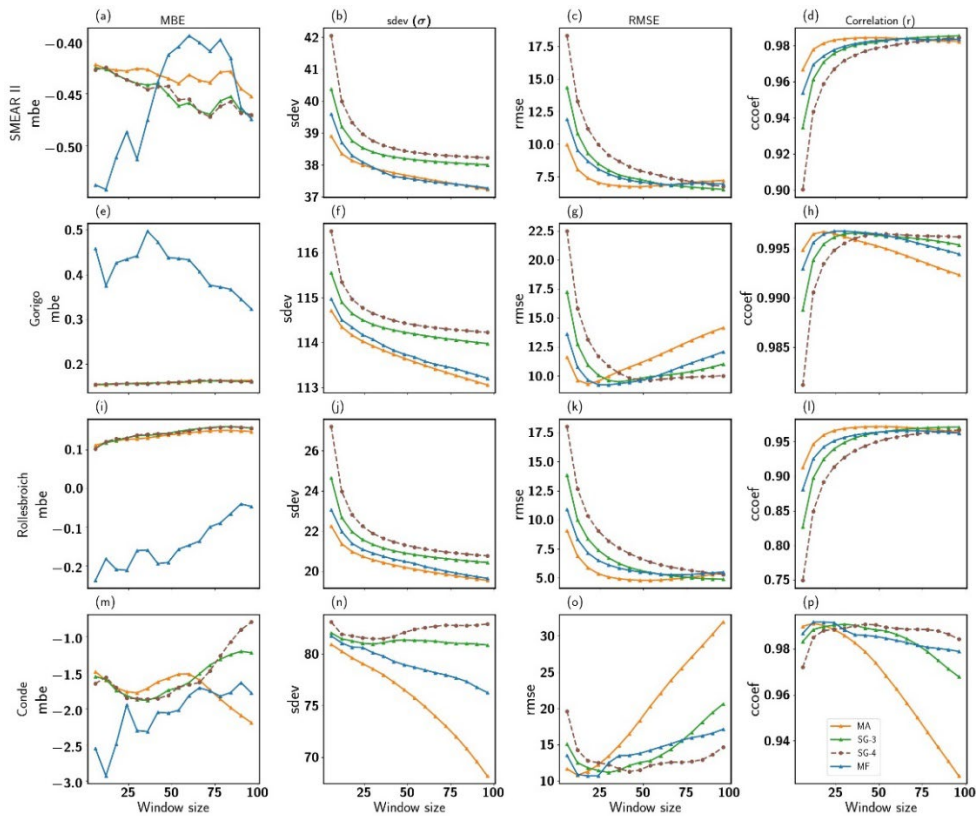 (a) MBE (b) sdev (σ) (c) RMSE (d) Correlation (r)
SMEAR II
mbe
−0.40
−0.45
−0.50
sdev
42
41
40
39
38
37
rmse
17.5
15.0
12.5
10.0
7.5
ccoef
0.98
0.96
0.94
0.92
0.90
(e) (f) (g) (h)
Gorigo
mbe
0.5
0.4
0.3
0.2
sdev
116
115
114
113
rmse
22.5
20.0
17.5
15.0
12.5
10.0
ccoef
0.995
0.990
0.985
(i) (j) (k) (l)
Rollesbroich
mbe
0.1
0.0
−0.1
−0.2
sdev
26
24
22
20
rmse
17.5
15.0
12.5
10.0
7.5
5.0
ccoef
0.95
0.90
0.85
0.80
0.75
(m) (n) (o) (p)
Conde
mbe
−1.0
−1.5
−2.0
−2.5
−3.0
sdev
80
75
70
rmse
30
25
20
15
10
ccoef
0.98
0.96
0.94
MA
SG-3
SG-4
MF
25 50 75 100 25 50 75 100 25 50 75 100 25 50 75 100
Window size Window size Window size Window size